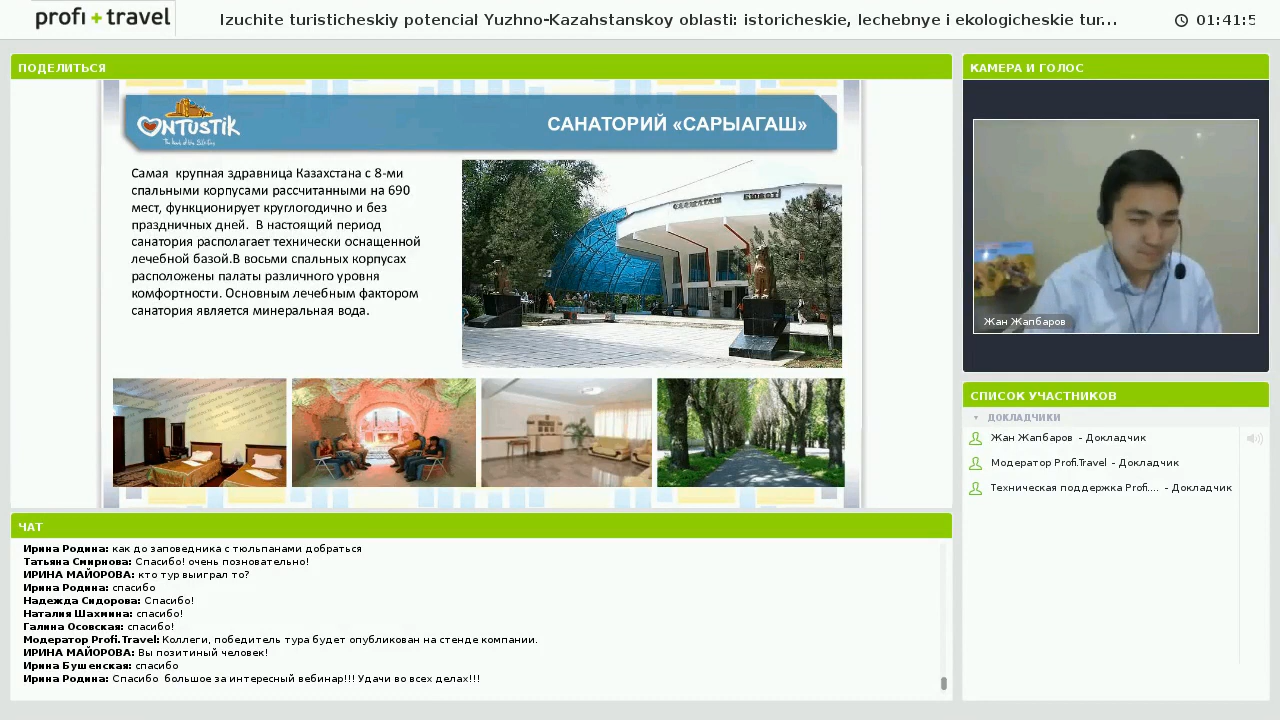 profi + travel
Izuchite turisticheskiy potencial Yuzhno-Kazahstanskoy oblasti: istoricheskie, lechebnye i ekologicheskie tur...
01:41:5
ПОДЕЛИТЬСЯ
ONTUSTIK
САНАТОРИЙ «САРЫАГАШ»
Самая крупная здравница Казахстана с 8-ми
спальными корпусами рассчитанными на 690
мест, функционирует круглогодично и без
праздничных дней. В настоящий период
санатория располагает технически оснащенной
лечебной базой.В восьми спальных корпусах
расположены палаты различного уровня
комфортности. Основным лечебным фактором
санатория является минеральная вода.
ЧАТ
Ирина Родина: как до заповедника с тюльпанами добраться
Татьяна Смирнова: Спасибо! очень позновательно!
ИРИНА МАЙОРОВА: кто тур выиграл то?
Ирина Родина: спасибо
Надежда Сидорова: Спасибо!
Наталия Шахмина: спасибо!
Галина Осовская: спасибо!
Модератор Profi.Travel: Коллеги, победитель тура будет опубликован на стенде компании.
ИРИНА МАЙОРОВА: Вы позитиный человек!
Ирина Бушенская: спасибо
Ирина Родина: Спасибо большое за интересный вебинар!!! Удачи во всех делах!!!
КАМЕРА И ГОЛОС
Жан Жапбаров
СПИСОК УЧАСТНИКОВ
ДОКЛАДЧИКИ
Жан Жапбаров - Докладчик
Модератор Profi.Travel - Докладчик
Техническая поддержка Profi.... - Докладчик